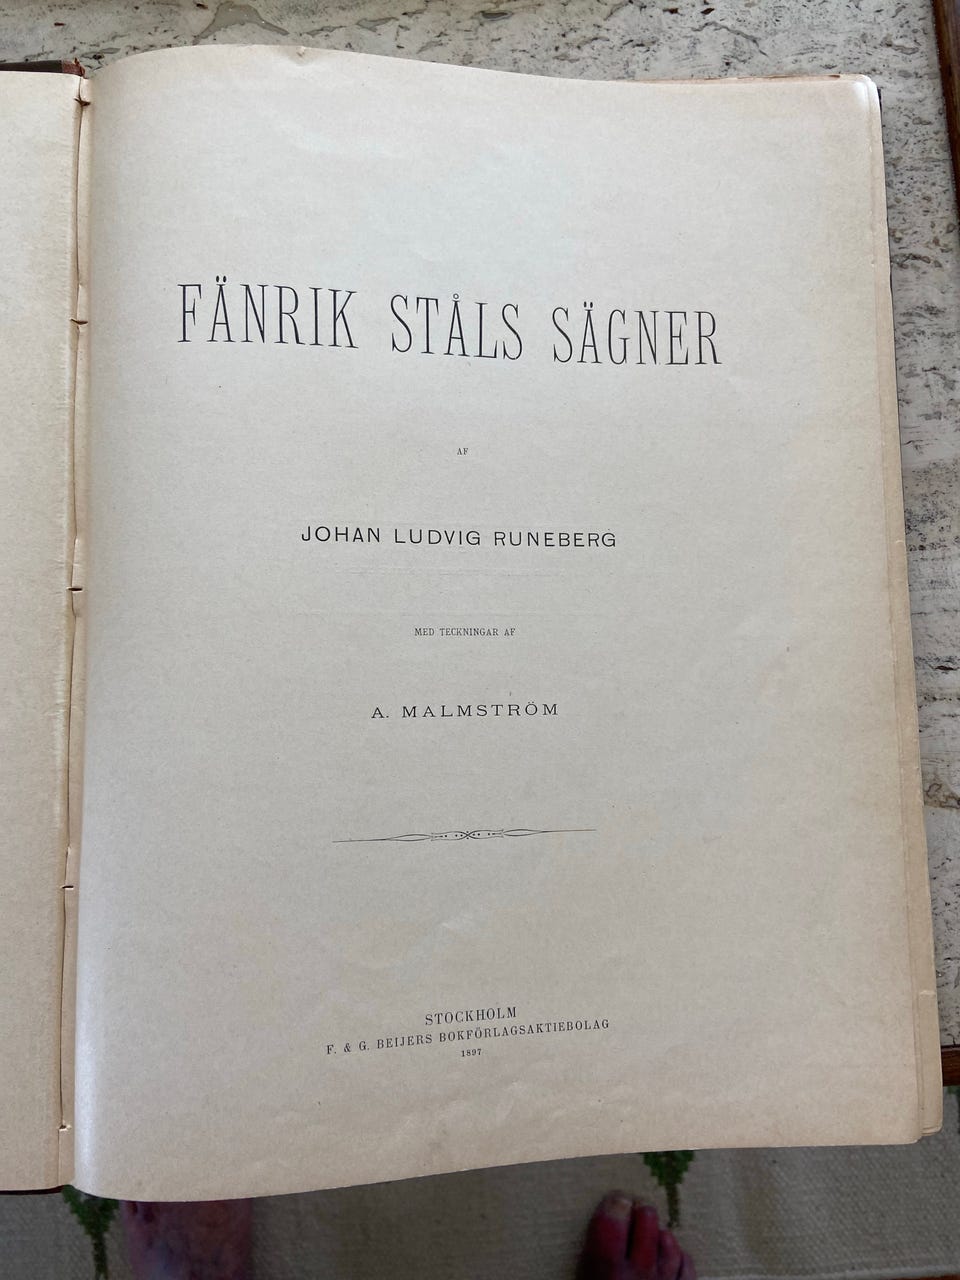 FÄNRIK STÅLS SÄGNER
AF
JOHAN LUDVIG RUNEBERG
MED TECKNINGAR AF
A. MALMSTRÖM
STOCKHOLM
F. & G. BEIJERS BOKFÖRLAGSAKTIEBOLAG
1897